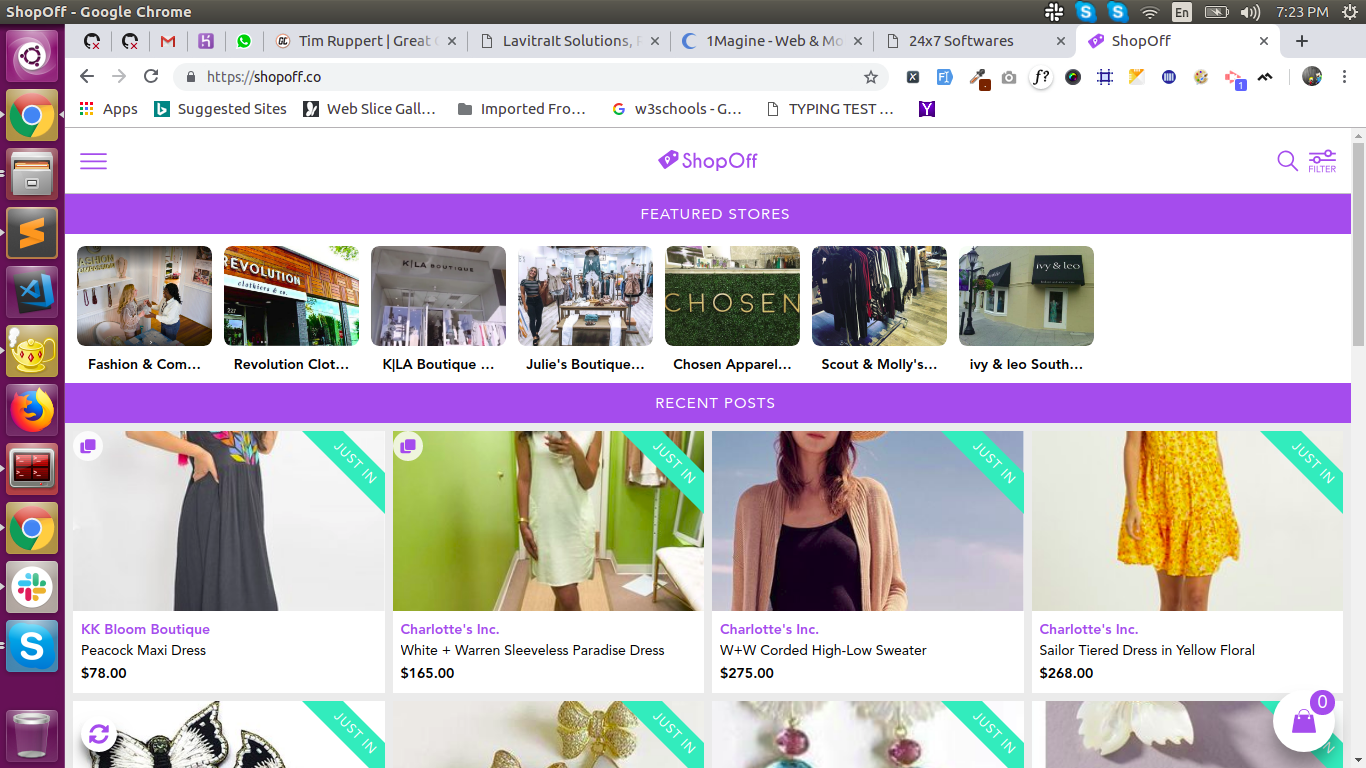 ShopOff - Google Chrome
En
7:23 PM
Tim Ruppert | Great
LavitraIt Solutions,
1Magine - Web & Mo
24x7 Softwares
ShopOff
https://shopoff.co
f?
1
Apps
Suggested Sites
Web Slice Gall...
Imported Fro...
w3schools - G...
TYPING TEST ...
ShopOff
FILTER
FEATURED STORES
REVOLUTION
clothiers & co.
227
K|LA BOUTIQUE
CHOSEN
ivy & leo
Fashion & Com...
Revolution Clot...
K|LA Boutique ...
Julie's Boutique...
Chosen Apparel...
Scout & Molly's...
ivy & leo South...
RECENT POSTS
JUST IN
JUST IN
JUST IN
JUST IN
KK Bloom Boutique
Peacock Maxi Dress
$78.00
Charlotte's Inc.
White + Warren Sleeveless Paradise Dress
$165.00
Charlotte's Inc.
W+W Corded High-Low Sweater
$275.00
Charlotte's Inc.
Sailor Tiered Dress in Yellow Floral
$268.00
JUST IN
JUST IN
JUST IN
0